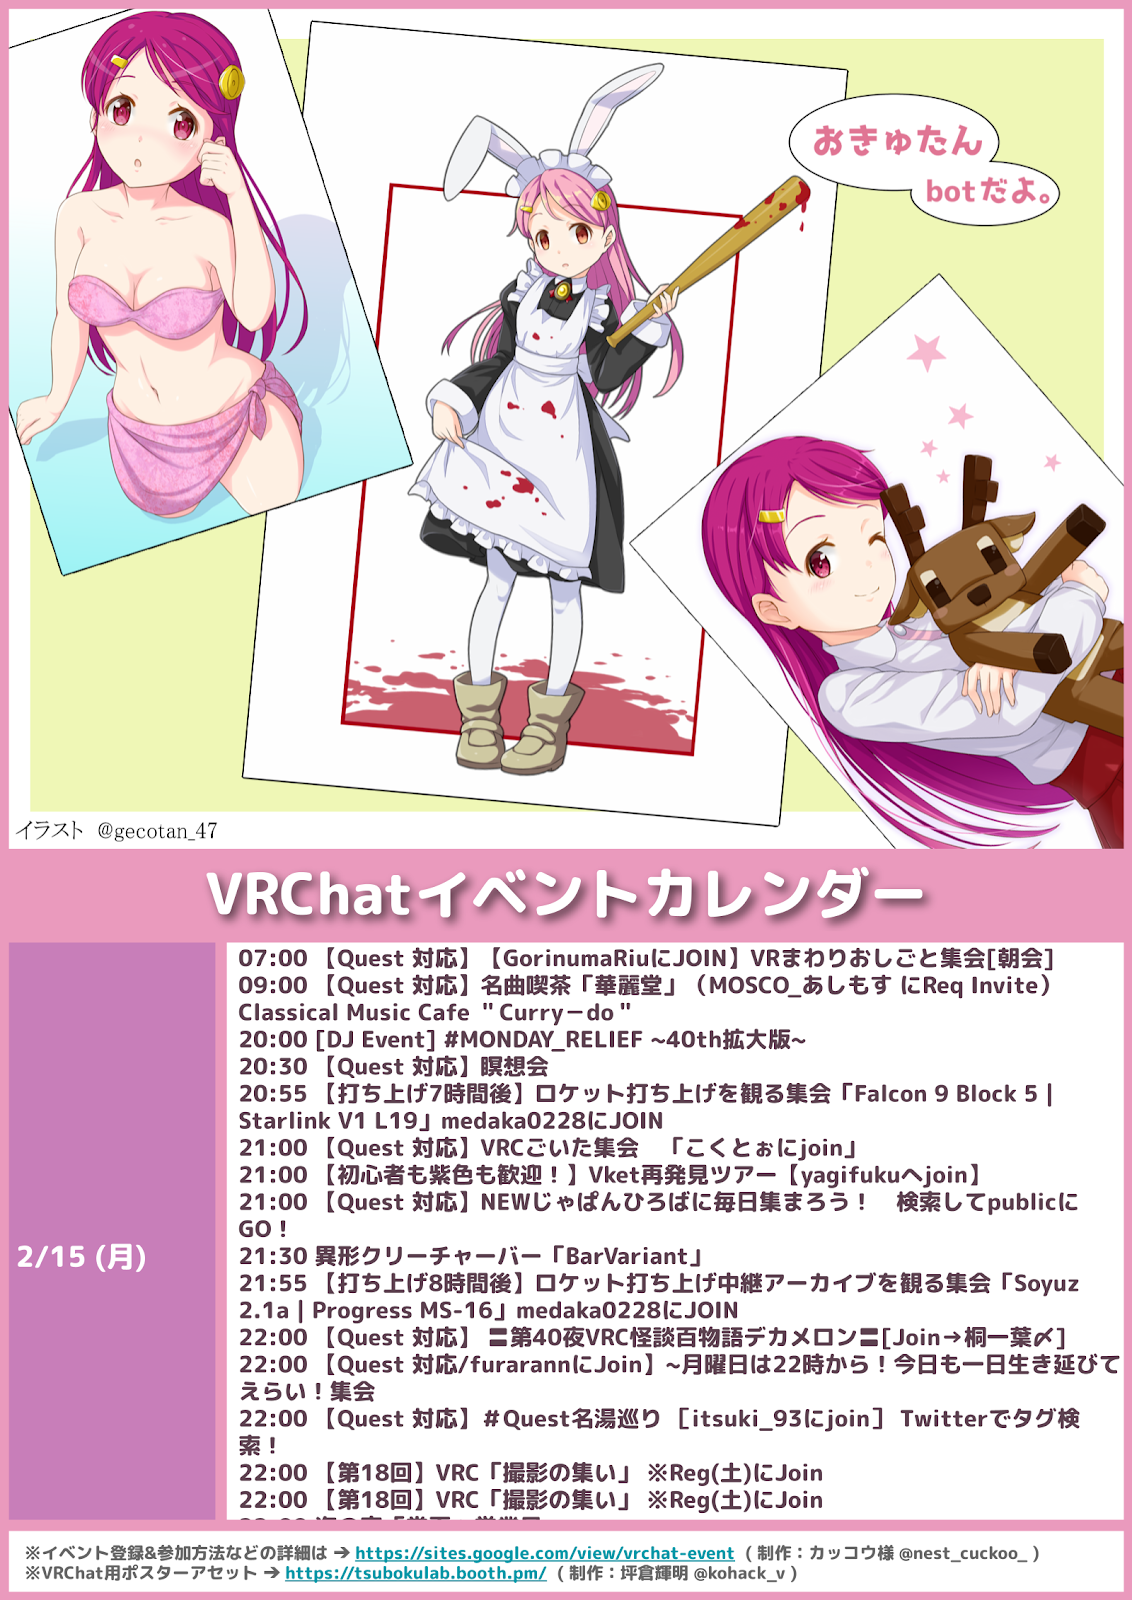 おきゅたん
botだよ。
イラスト @gecotan_47
VRChatイベントカレンダー
2/15 (月)
07:00 【Quest 対応】【GorinumaRiuにJOIN】VRまわりおしごと集会[朝会]
09:00 【Quest 対応】名曲喫茶「華麗堂」（MOSCO_あしもす にReq Invite）
Classical Music Cafe ＂Curry－do＂
20:00 [DJ Event] #MONDAY_RELIEF ~40th拡大版~
20:30 【Quest 対応】瞑想会
20:55 【打ち上げ7時間後】ロケット打ち上げを観る集会「Falcon 9 Block 5 |
Starlink V1 L19」medaka0228にJOIN
21:00 【Quest 対応】VRCごいた集会　「こくとぉにjoin」
21:00 【初心者も紫色も歓迎！】Vket再発見ツアー【yagifukuへjoin】
21:00 【Quest 対応】NEWじゃぱんひろばに毎日集まろう！　検索してpublicに
GO！
21:30 異形クリーチャーバー「BarVariant」
21:55 【打ち上げ8時間後】ロケット打ち上げ中継アーカイブを観る集会「Soyuz
2.1a | Progress MS-16」medaka0228にJOIN
22:00 【Quest 対応】 〓第40夜VRC怪談百物語デカメロン〓[Join→桐一葉〆]
22:00 【Quest 対応/furarannにJoin】~月曜日は22時から！今日も一日生き延びて
えらい！集会
22:00 【Quest 対応】＃Quest名湯巡り ［itsuki_93にjoin］ Twitterでタグ検
索！
22:00 【第18回】VRC「撮影の集い」 ※Reg(土)にJoin
22:00 【第18回】VRC「撮影の集い」 ※Reg(土)にJoin
※イベント登録&参加方法などの詳細は → https://sites.google.com/view/vrchat-event （制作：カッコウ様 @nest_cuckoo_）
※VRChat用ポスターアセット → https://tsubokulab.booth.pm/ （制作：坪倉輝明 @kohack_v）